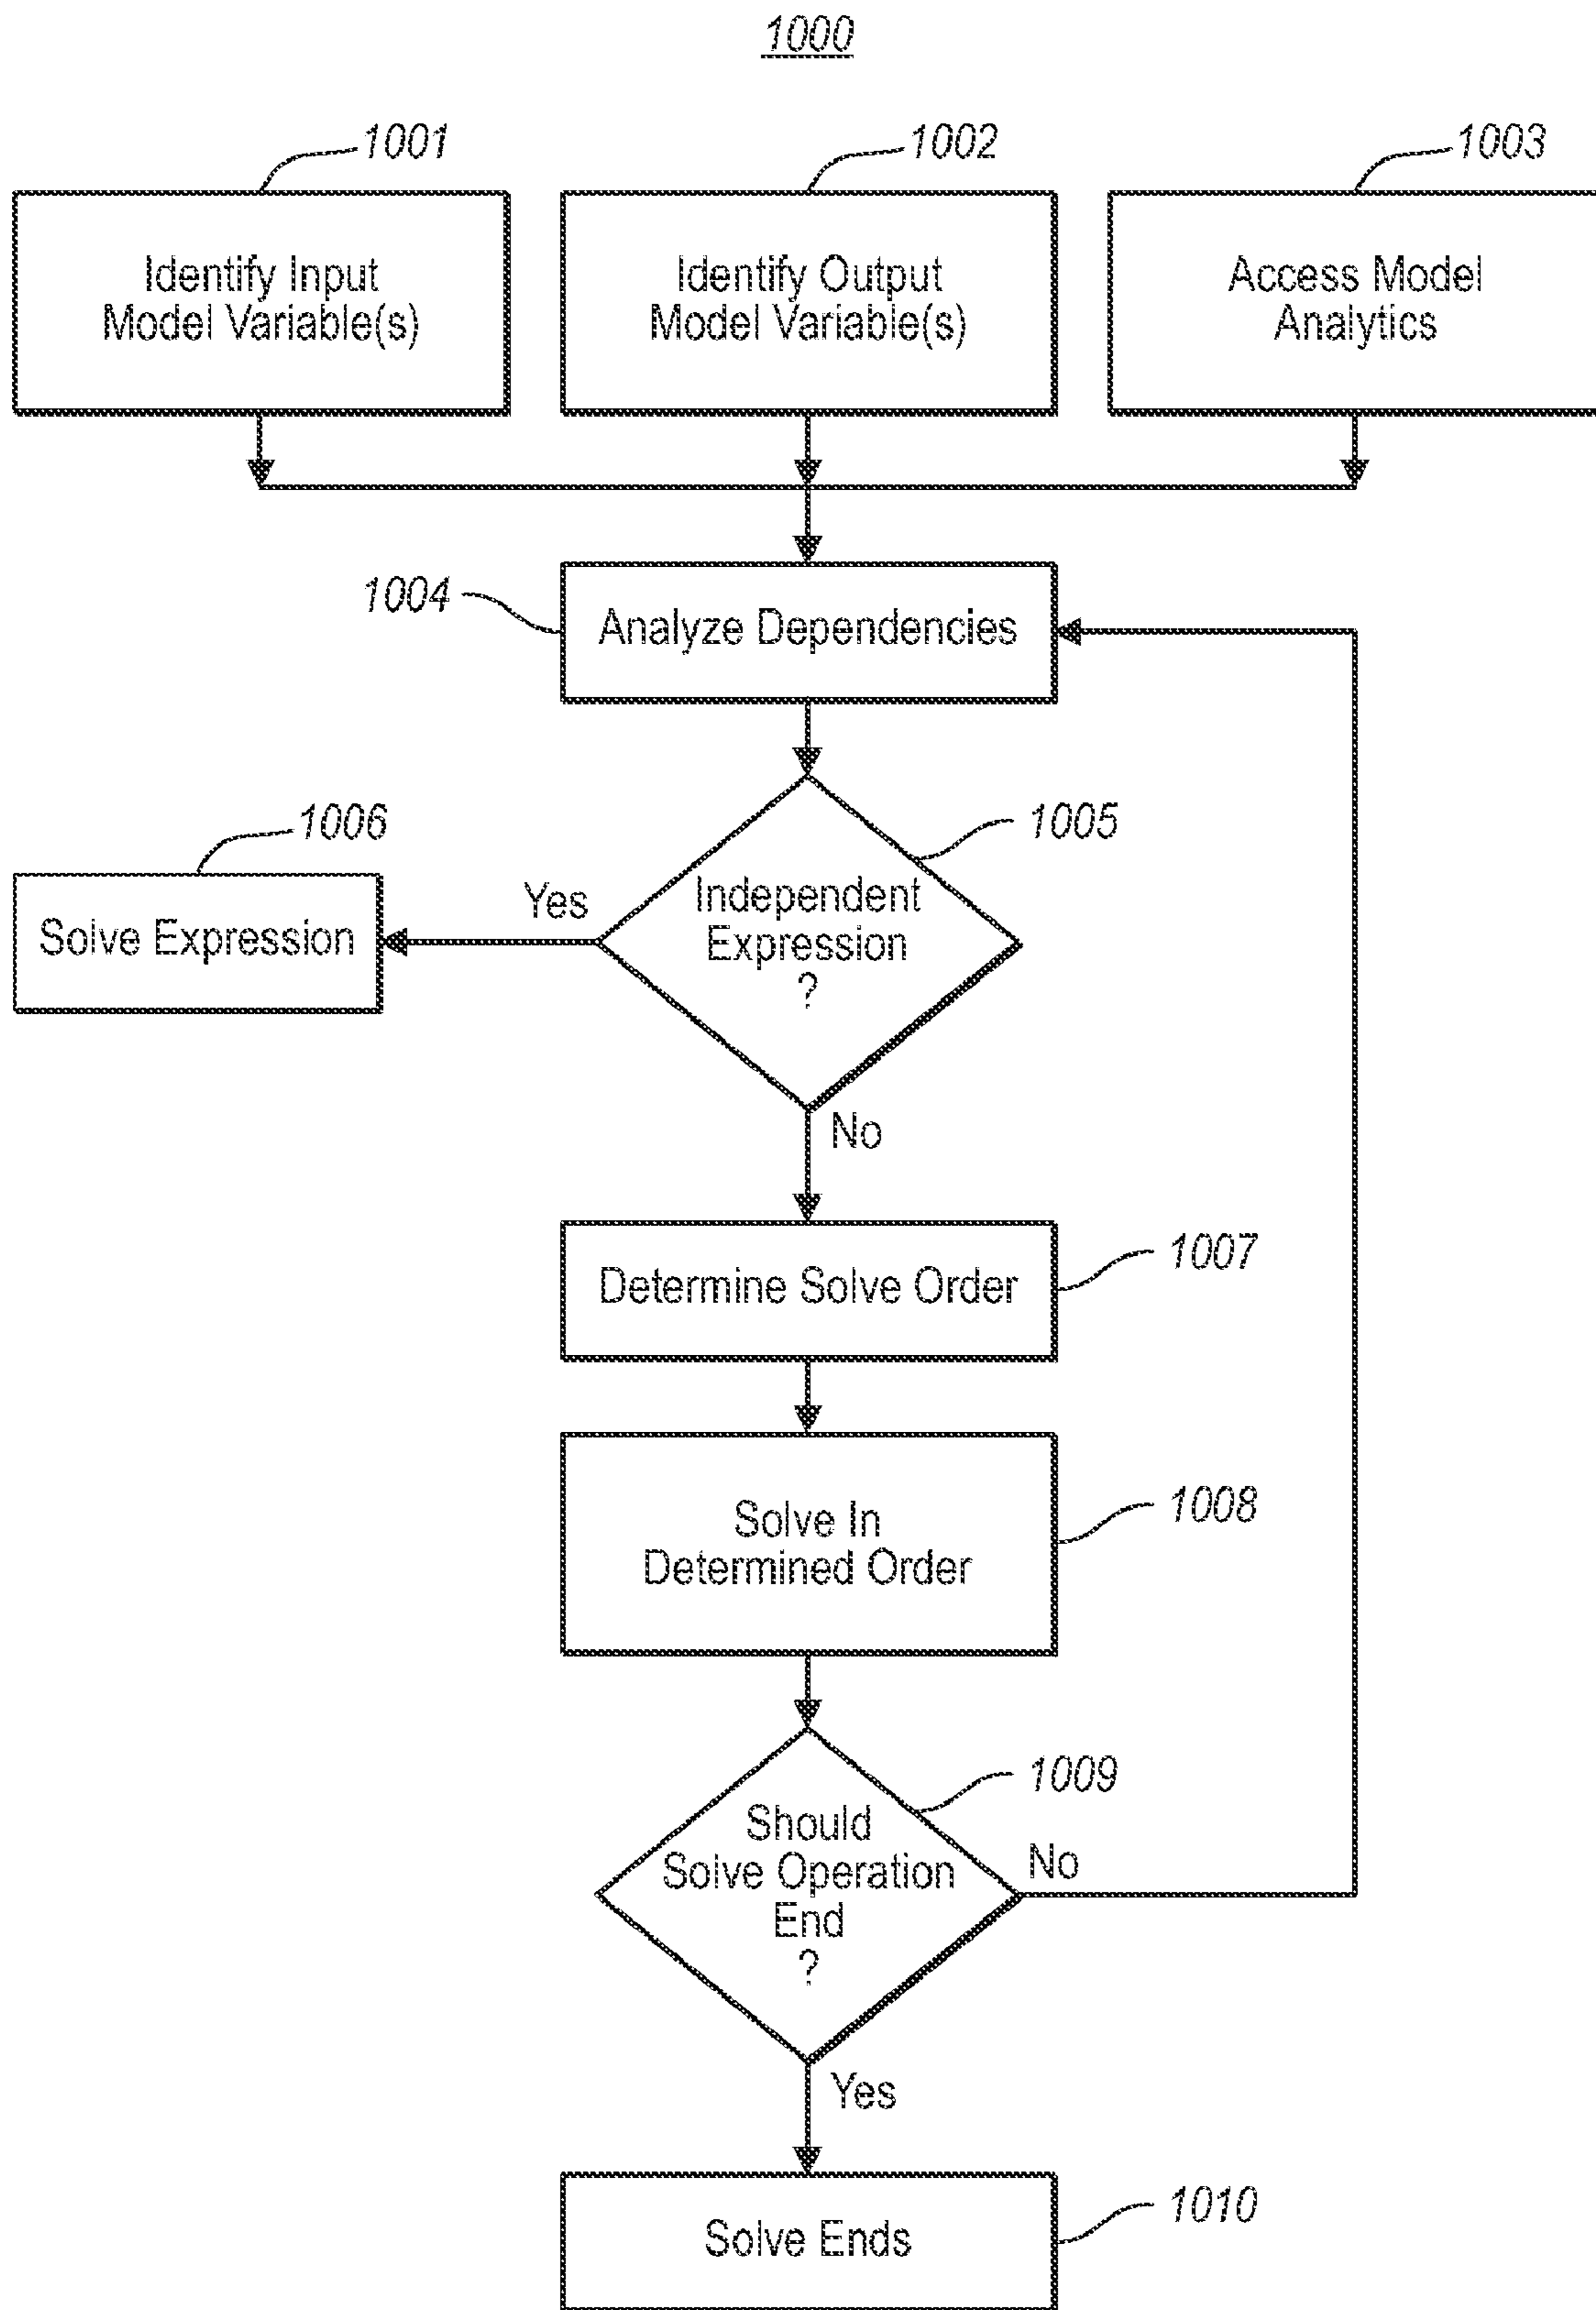 1000
1001
1002
1003
Identify Input
Model Variable(s)
Identify Output
Model Variable(s)
Access Model
Analytics
1004
Analyze Dependencies
1005
1006
Yes
Independent
Expression
?
Solve Expression
No
1007
Determine Solve Order
1008
Solve In
Determined Order
1009
Should
Solve Operation
End
?
No
Yes
1010
Solve Ends